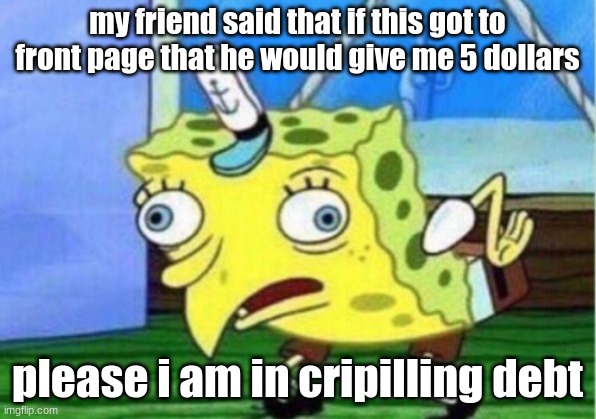 my friend said that if this got to
front page that he would give me 5 dollars
please i am in cripilling debt
imgflip.com